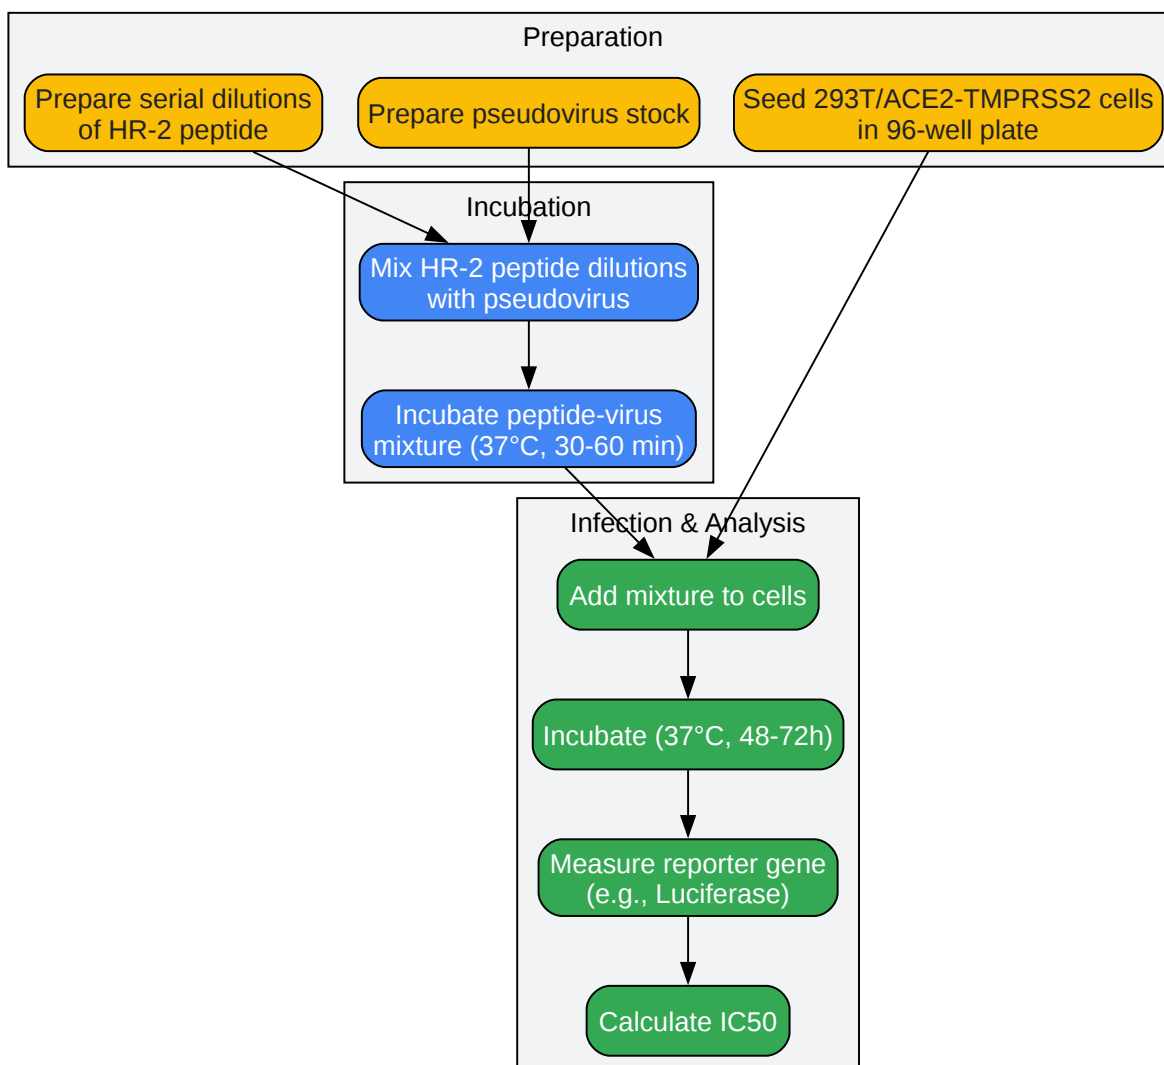 Preparation
Prepare serial dilutions
of HR-2 peptide
Prepare pseudovirus stock
Seed 293T/ACE2-TMPRSS2 cells
in 96-well plate
Incubation
Mix HR-2 peptide dilutions
with pseudovirus
Incubate peptide-virus
mixture (37°C, 30-60 min)
Infection & Analysis
Add mixture to cells
Incubate (37°C, 48-72h)
Measure reporter gene
(e.g., Luciferase)
Calculate IC50